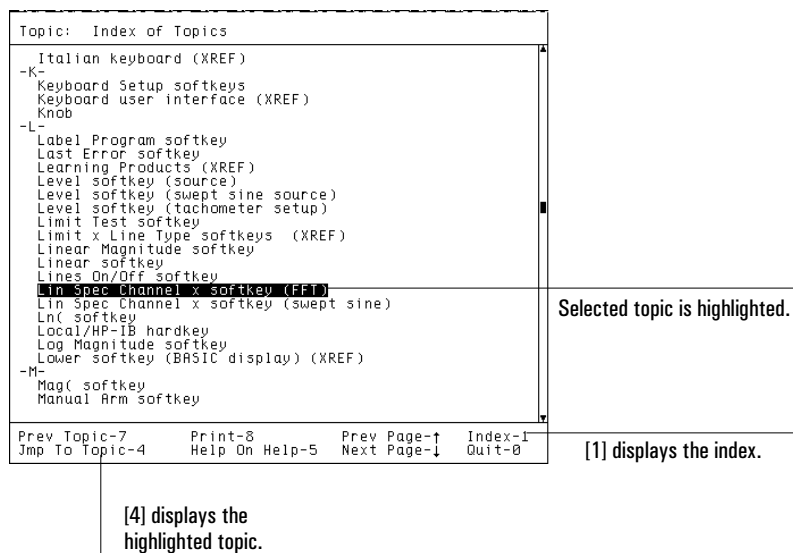 Topic: Index of Topics
Italian keyboard (XREF)
-K-
Keyboard Setup softkeys
Keyboard user interface (XREF)
Knob
-L-
Label Program softkey
Last Error softkey
Learning Products (XREF)
Level softkey (source)
Level softkey (swept sine source)
Level softkey (tachometer setup)
Limit Test softkey
Limit x Line Type softkeys (XREF)
Linear Magnitude softkey
Linear softkey
Lines On/Off softkey
Lin Spec Channel x softkey (FFT)
Lin Spec Channel x softkey (swept sine)
Ln( softkey
Local/HP-IB hardkey
Log Magnitude softkey
Lower softkey (BASIC display) (XREF)
-M-
Mag( softkey
Manual Arm softkey
Prev Topic-7 Print-8 Prev Page-↑ Index-1
Jmp To Topic-4 Help On Help-5 Next Page-↓ Quit-0
Selected topic is highlighted.
[1] displays the index.
[4] displays the
highlighted topic.